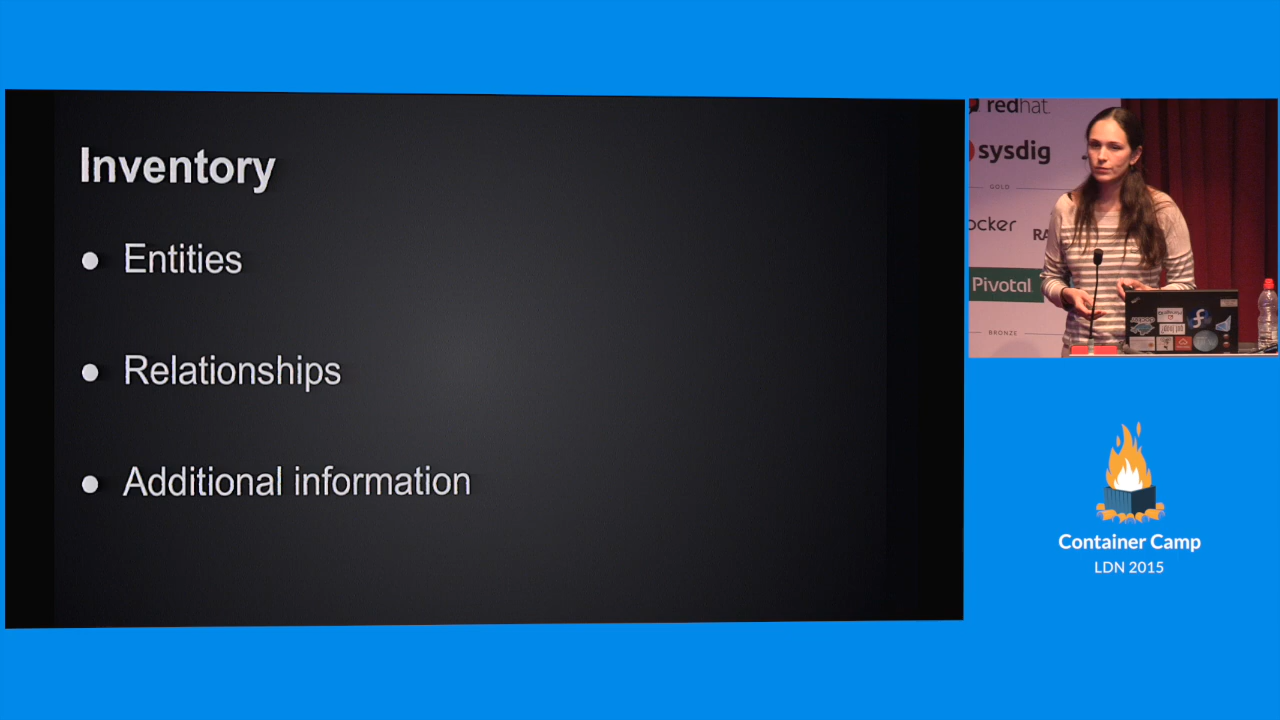 Inventory
● Entities
● Relationships
● Additional information
redhat.
sysdig
GOLD
ocker
RA
Pivotal
BRONZE
Container Camp
LDN 2015